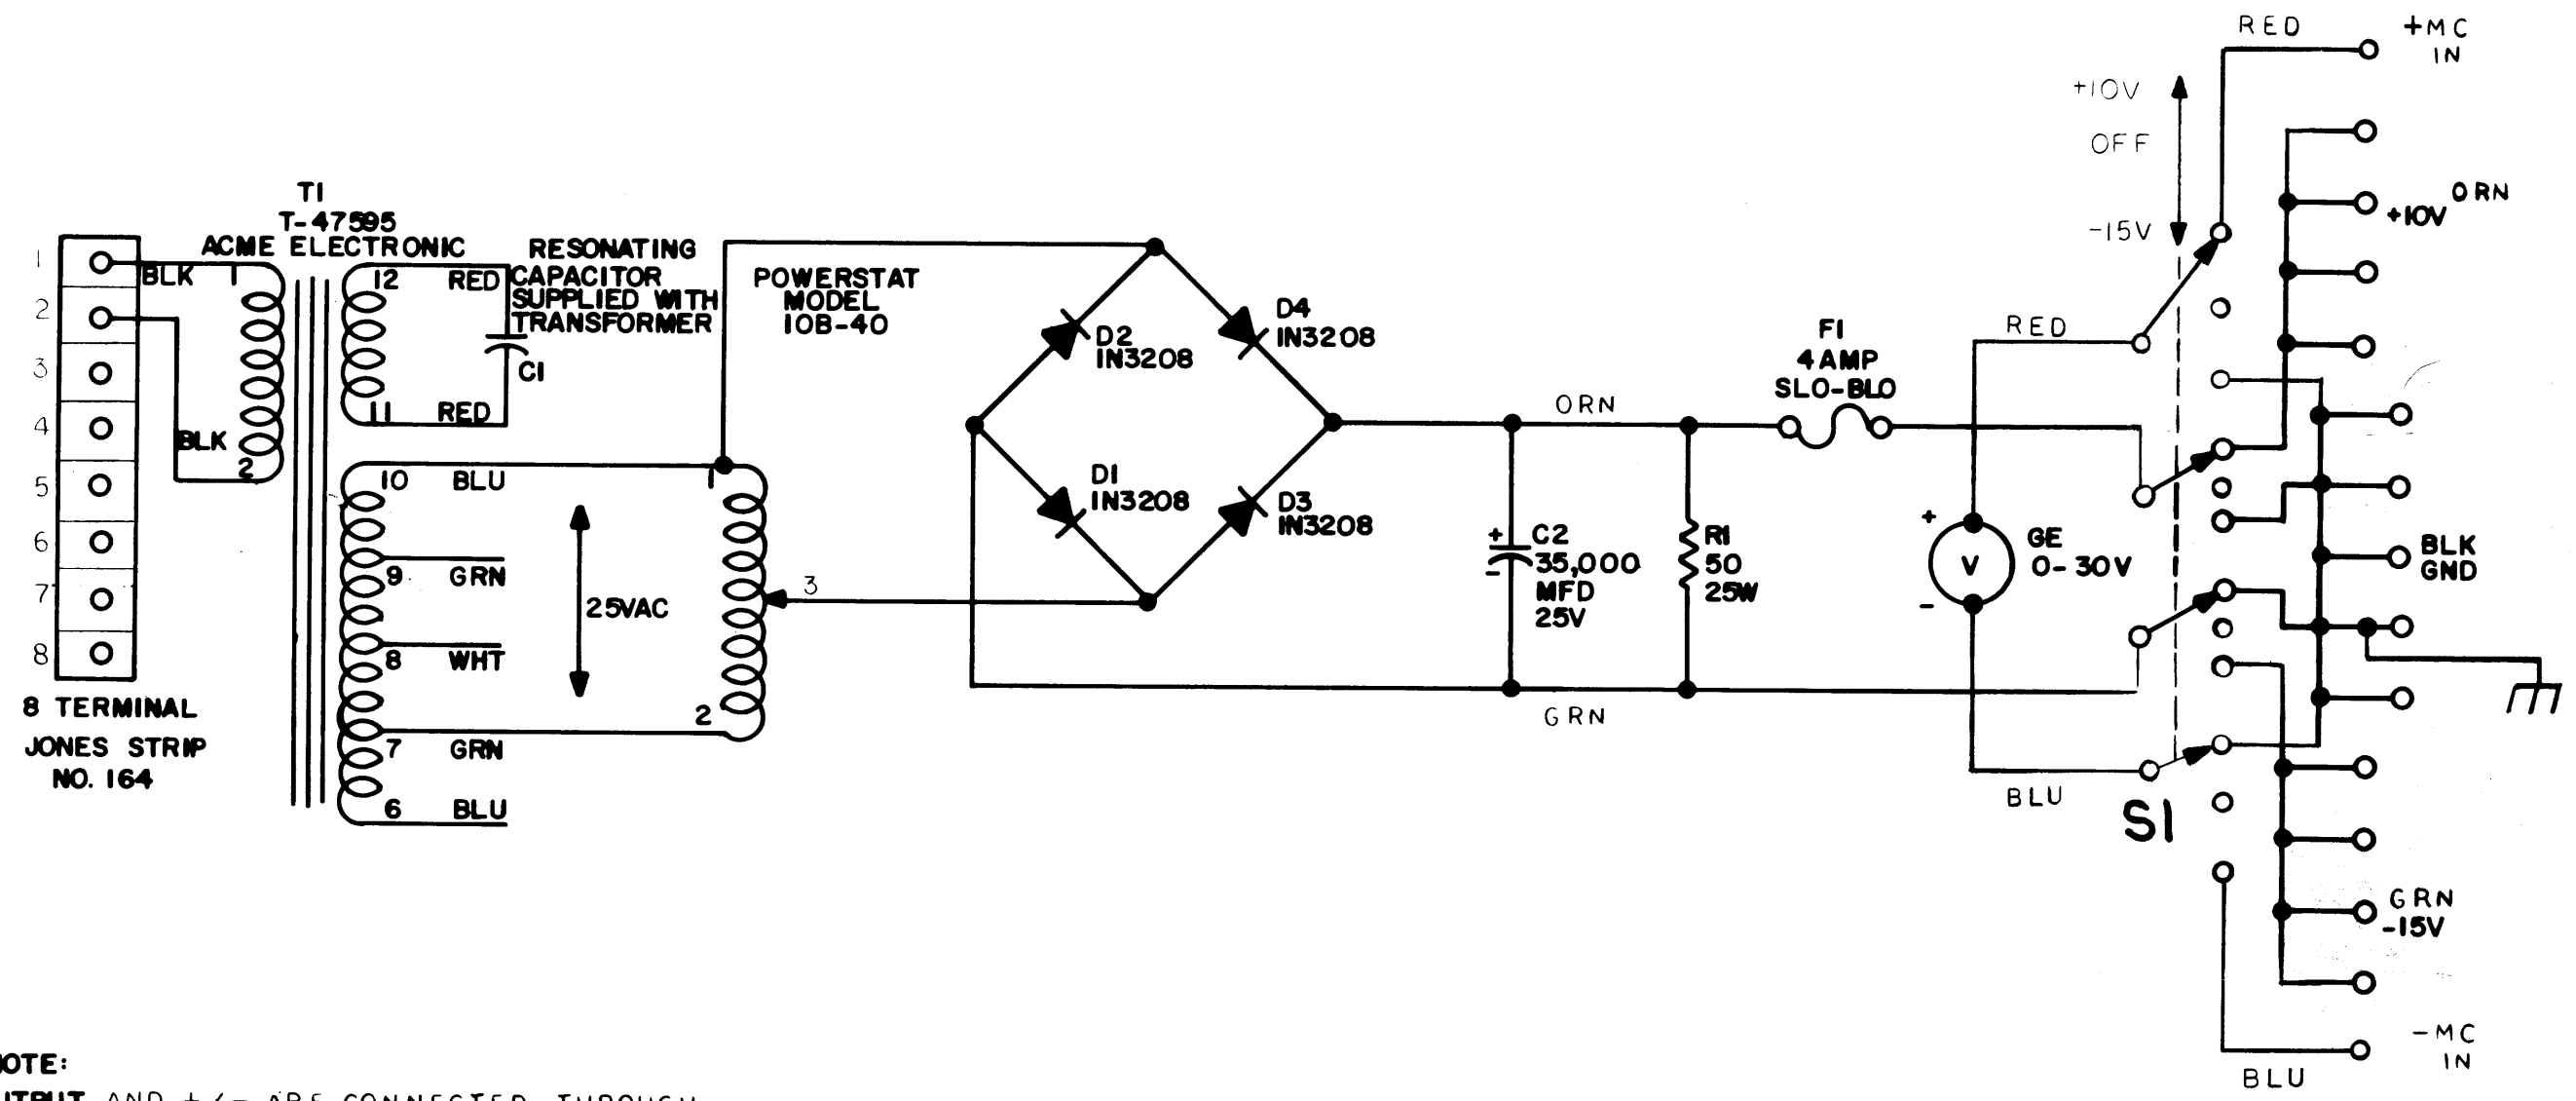 T1
T-47595
ACME ELECTRONIC
1
2
3
4
5
6
7
8
BLK
1
BLK
2
8 TERMINAL
JONES STRIP
NO. 164
12
RED
11
RED
RESONATING
CAPACITOR
SUPPLIED WITH
TRANSFORMER
C1
10
BLU
9
GRN
8
WHT
7
GRN
6
BLU
25VAC
POWERSTAT
MODEL
10B-40
1
2
3
D2
IN3208
D4
IN3208
D1
IN3208
D3
IN3208
ORN
GRN
+
-
C2
35,000
MFD
25V
R1
50
25W
F1
4 AMP
SLO-BLO
RED
+
V
-
GE
0-30V
BLU
S1
+10V
OFF
-15V
RED
+MC
IN
ORN
+10V
BLK
GND
GRN
-15V
-MC
IN
BLU
OTE:
AND +/- ARE CONNECTED THROUGH